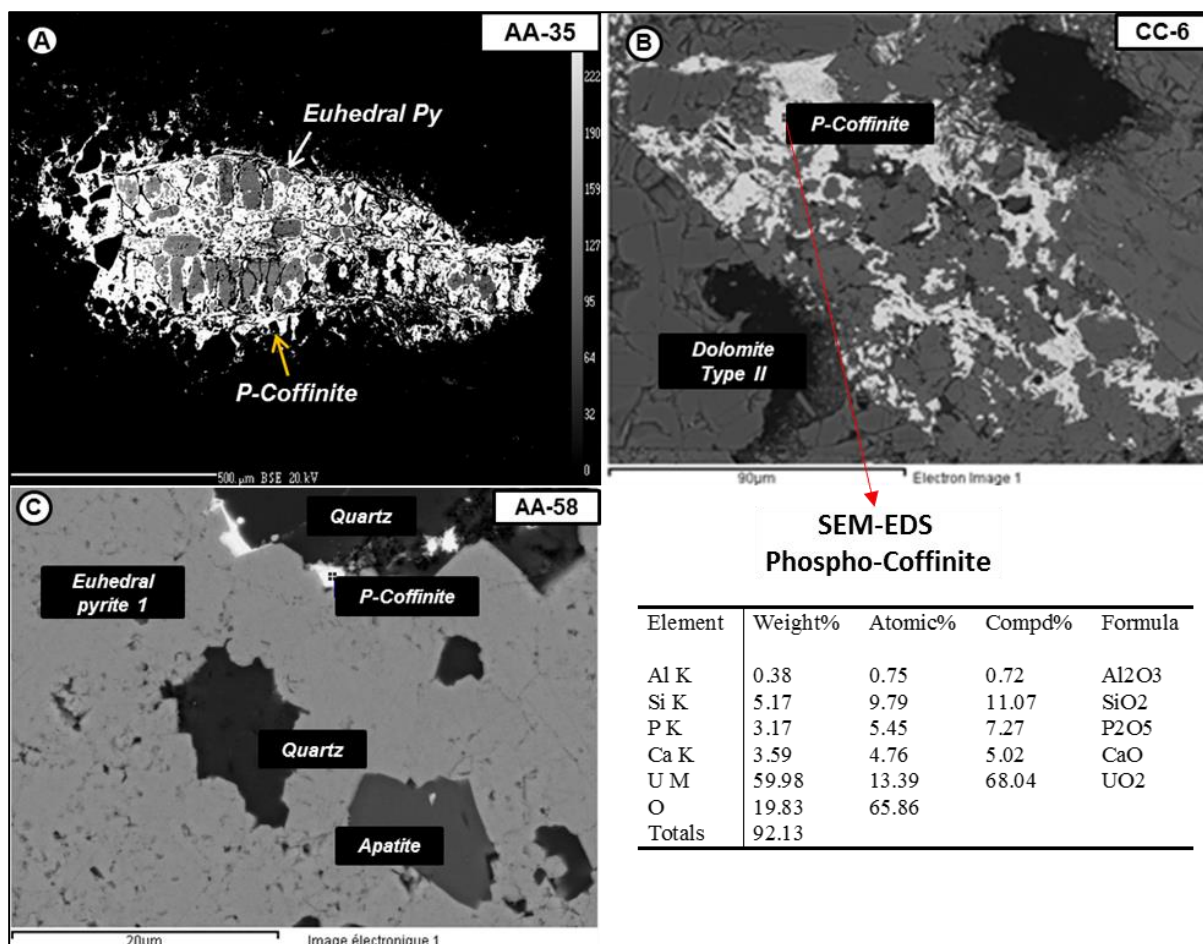 A
AA-35
Euhedral Py
P-Coffinite
222
190
159
127
95
64
32
0
500.µm BSE 20.kV
B
CC-6
P-Coffinite
Dolomite
Type II
90µm
Electron Image 1
C
AA-58
Quartz
Euhedral
pyrite 1
P-Coffinite
Quartz
Apatite
20µm
Image électronique 1
SEM-EDS
Phospho-Coffinite
Element Weight% Atomic% Compd% Formula
Al K 0.38 0.75 0.72 Al2O3
Si K 5.17 9.79 11.07 SiO2
P K 3.17 5.45 7.27 P2O5
Ca K 3.59 4.76 5.02 CaO
U M 59.98 13.39 68.04 UO2
O 19.83 65.86
Totals 92.13